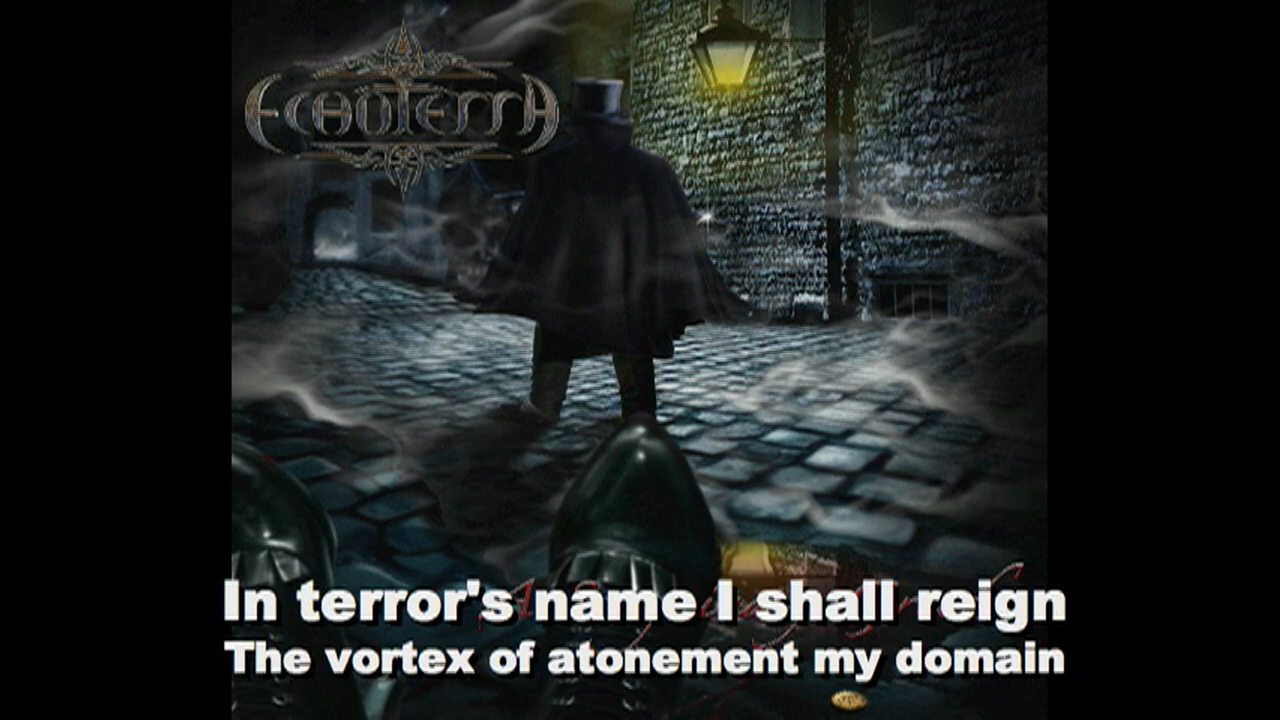 EchoTerra
In terror's name I shall reign
The vortex of atonement my domain